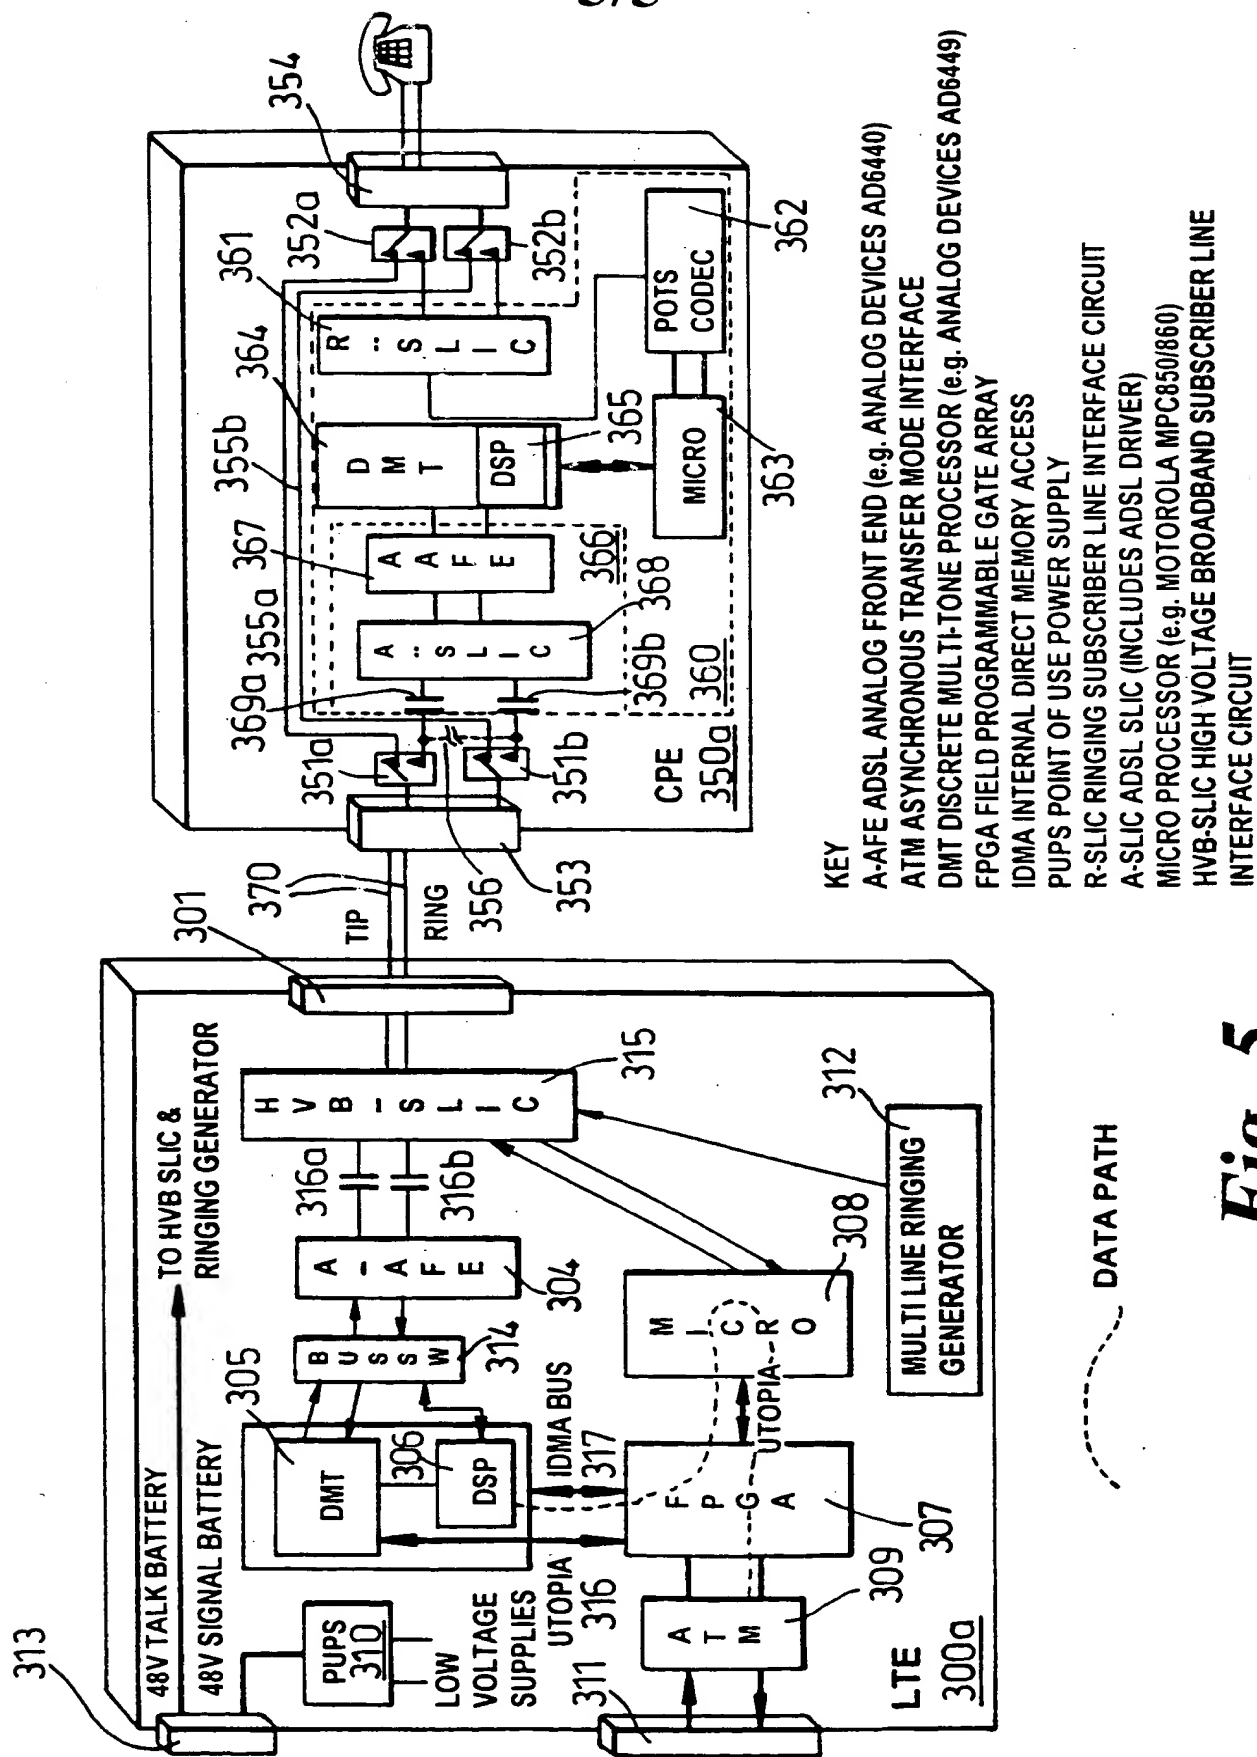 354
352a
361
364
355b
367
355a
369a
351a
R-SLIC
352b
DMT
DSP
365
A-AFE
366
A-SLIC
368
369b
360
351b
CPE
350a
POTS
CODEC
362
MICRO
363
370
TIP
RING
356
353
301
KEY
A-AFE ADSL ANALOG FRONT END (e.g. ANALOG DEVICES AD6440)
ATM ASYNCHRONOUS TRANSFER MODE INTERFACE
DMT DISCRETE MULTI-TONE PROCESSOR (e.g. ANALOG DEVICES AD6449)
FPGA FIELD PROGRAMMABLE GATE ARRAY
IDMA INTERNAL DIRECT MEMORY ACCESS
PUPS POINT OF USE POWER SUPPLY
R-SLIC RINGING SUBSCRIBER LINE INTERFACE CIRCUIT
A-SLIC ADSL SLIC (INCLUDES ADSL DRIVER)
MICRO PROCESSOR (e.g. MOTOROLA MPC850/860)
HVB-SLIC HIGH VOLTAGE BROADBAND SUBSCRIBER LINE
INTERFACE CIRCUIT
313
48V TALK BATTERY
TO HVB SLIC &
RINGING GENERATOR
48V SIGNAL BATTERY
PUPS
310
LOW
VOLTAGE
SUPPLIES
305
DMT
306
DSP
BUSSW
314
A-AFE
304
316a
316b
HVB-SLIC
315
UTOPIA
316
IDMA BUS
317
311
ATM
309
FPGA
307
UTOPIA
MICRO
308
MULTI LINE RINGING
GENERATOR
312
LTE
300a
DATA PATH
Fig. 5